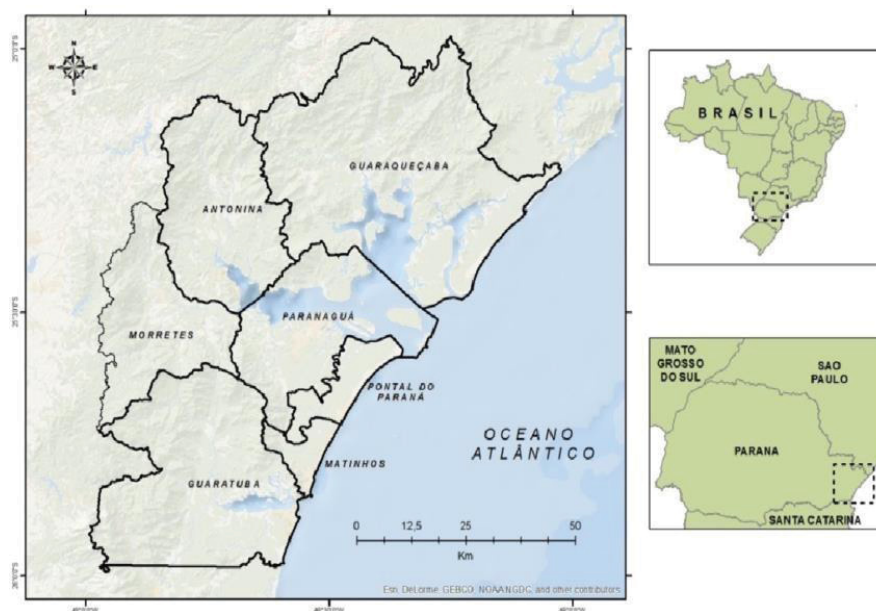 N
W E
S
GUARAQUEÇABA
ANTONINA
PARANAGUÁ
MORRETES
PONTAL DO
PARANÁ
MATINHOS
GUARATUBA
OCEANO
ATLÂNTICO
0 12,5 25 50
Km
Esri, DeLorme, GEBCO, NOAA NGDC, and other contributors
BRASIL
MATO
GROSSO
DO SUL
SAO
PAULO
PARANA
SANTA CATARINA